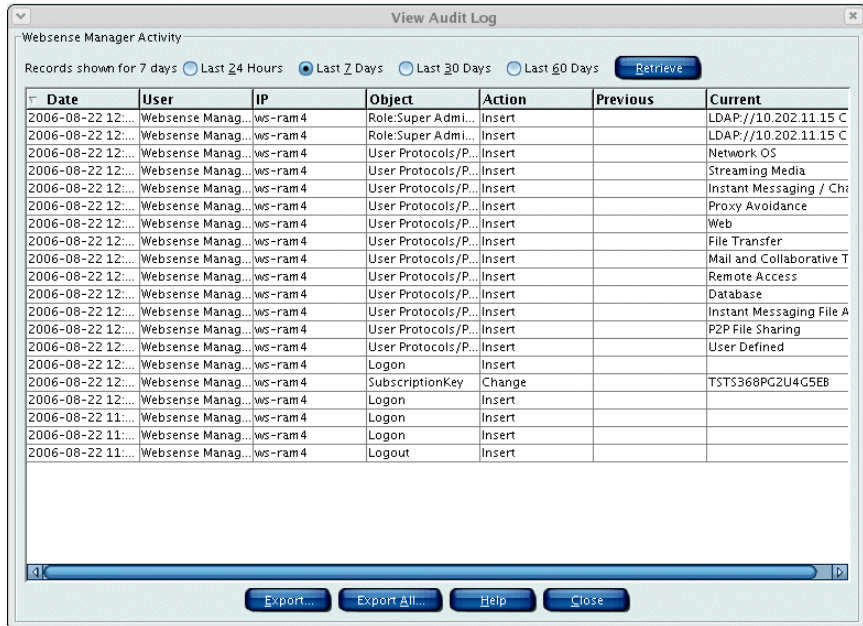 View Audit Log
Websense Manager Activity
Records shown for 7 days Last 24 Hours Last 7 Days Last 30 Days Last 60 Days Retrieve
Date User IP Object Action Previous Current
2006-08-22 12:... Websense Manag... ws-ram4 Role:Super Admi... Insert LDAP://10.202.11.15 C
2006-08-22 12:... Websense Manag... ws-ram4 Role:Super Admi... Insert LDAP://10.202.11.15 C
2006-08-22 12:... Websense Manag... ws-ram4 User Protocols/P... Insert Network OS
2006-08-22 12:... Websense Manag... ws-ram4 User Protocols/P... Insert Streaming Media
2006-08-22 12:... Websense Manag... ws-ram4 User Protocols/P... Insert Instant Messaging / Cha
2006-08-22 12:... Websense Manag... ws-ram4 User Protocols/P... Insert Proxy Avoidance
2006-08-22 12:... Websense Manag... ws-ram4 User Protocols/P... Insert Web
2006-08-22 12:... Websense Manag... ws-ram4 User Protocols/P... Insert File Transfer
2006-08-22 12:... Websense Manag... ws-ram4 User Protocols/P... Insert Mail and Collaborative T
2006-08-22 12:... Websense Manag... ws-ram4 User Protocols/P... Insert Remote Access
2006-08-22 12:... Websense Manag... ws-ram4 User Protocols/P... Insert Database
2006-08-22 12:... Websense Manag... ws-ram4 User Protocols/P... Insert Instant Messaging File A
2006-08-22 12:... Websense Manag... ws-ram4 User Protocols/P... Insert P2P File Sharing
2006-08-22 12:... Websense Manag... ws-ram4 User Protocols/P... Insert User Defined
2006-08-22 12:... Websense Manag... ws-ram4 Logon Insert
2006-08-22 12:... Websense Manag... ws-ram4 SubscriptionKey Change TSTS368PG2U4G5EB
2006-08-22 12:... Websense Manag... ws-ram4 Logon Insert
2006-08-22 11:... Websense Manag... ws-ram4 Logon Insert
2006-08-22 11:... Websense Manag... ws-ram4 Logon Insert
2006-08-22 11:... Websense Manag... ws-ram4 Logout Insert
Export... Export All... Help Close